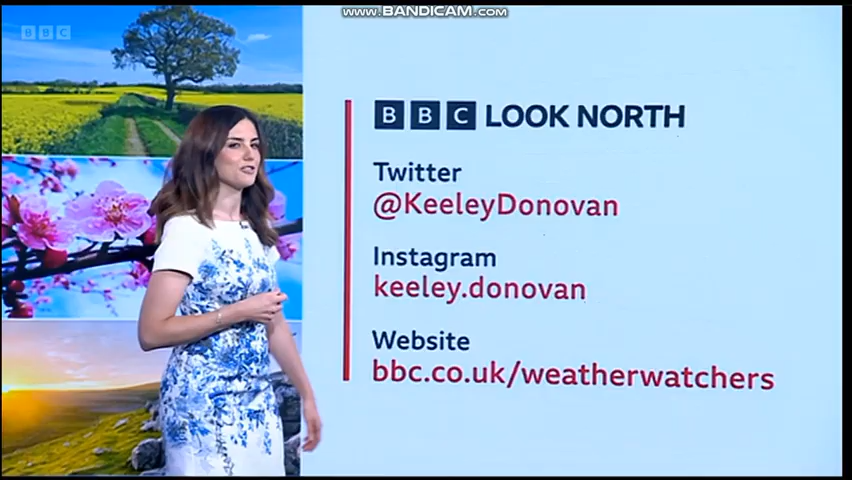 WWW.BANDICAM.COM
BBC
BBC LOOK NORTH
Twitter
@KeeleyDonovan
Instagram
keeley.donovan
Website
bbc.co.uk/weatherwatchers